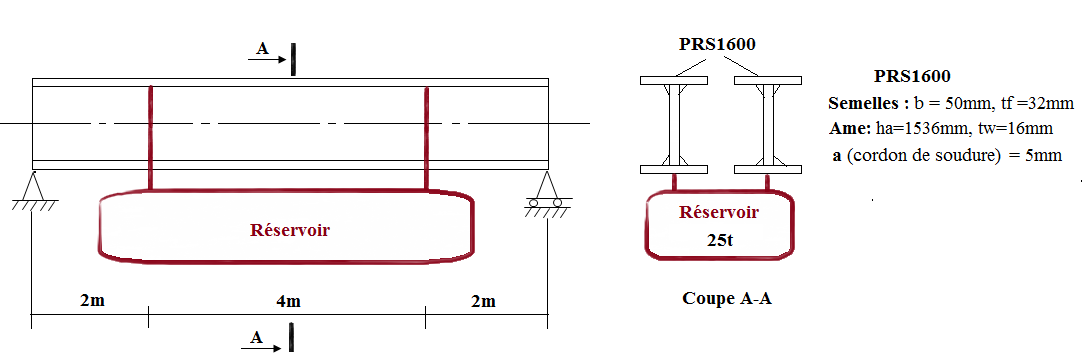 A
Réservoir
2m
4m
2m
A
PRS1600
Réservoir
25t
Coupe A-A
PRS1600
Semelles : b = 50mm, tf =32mm
Ame: ha=1536mm, tw=16mm
a (cordon de soudure) = 5mm